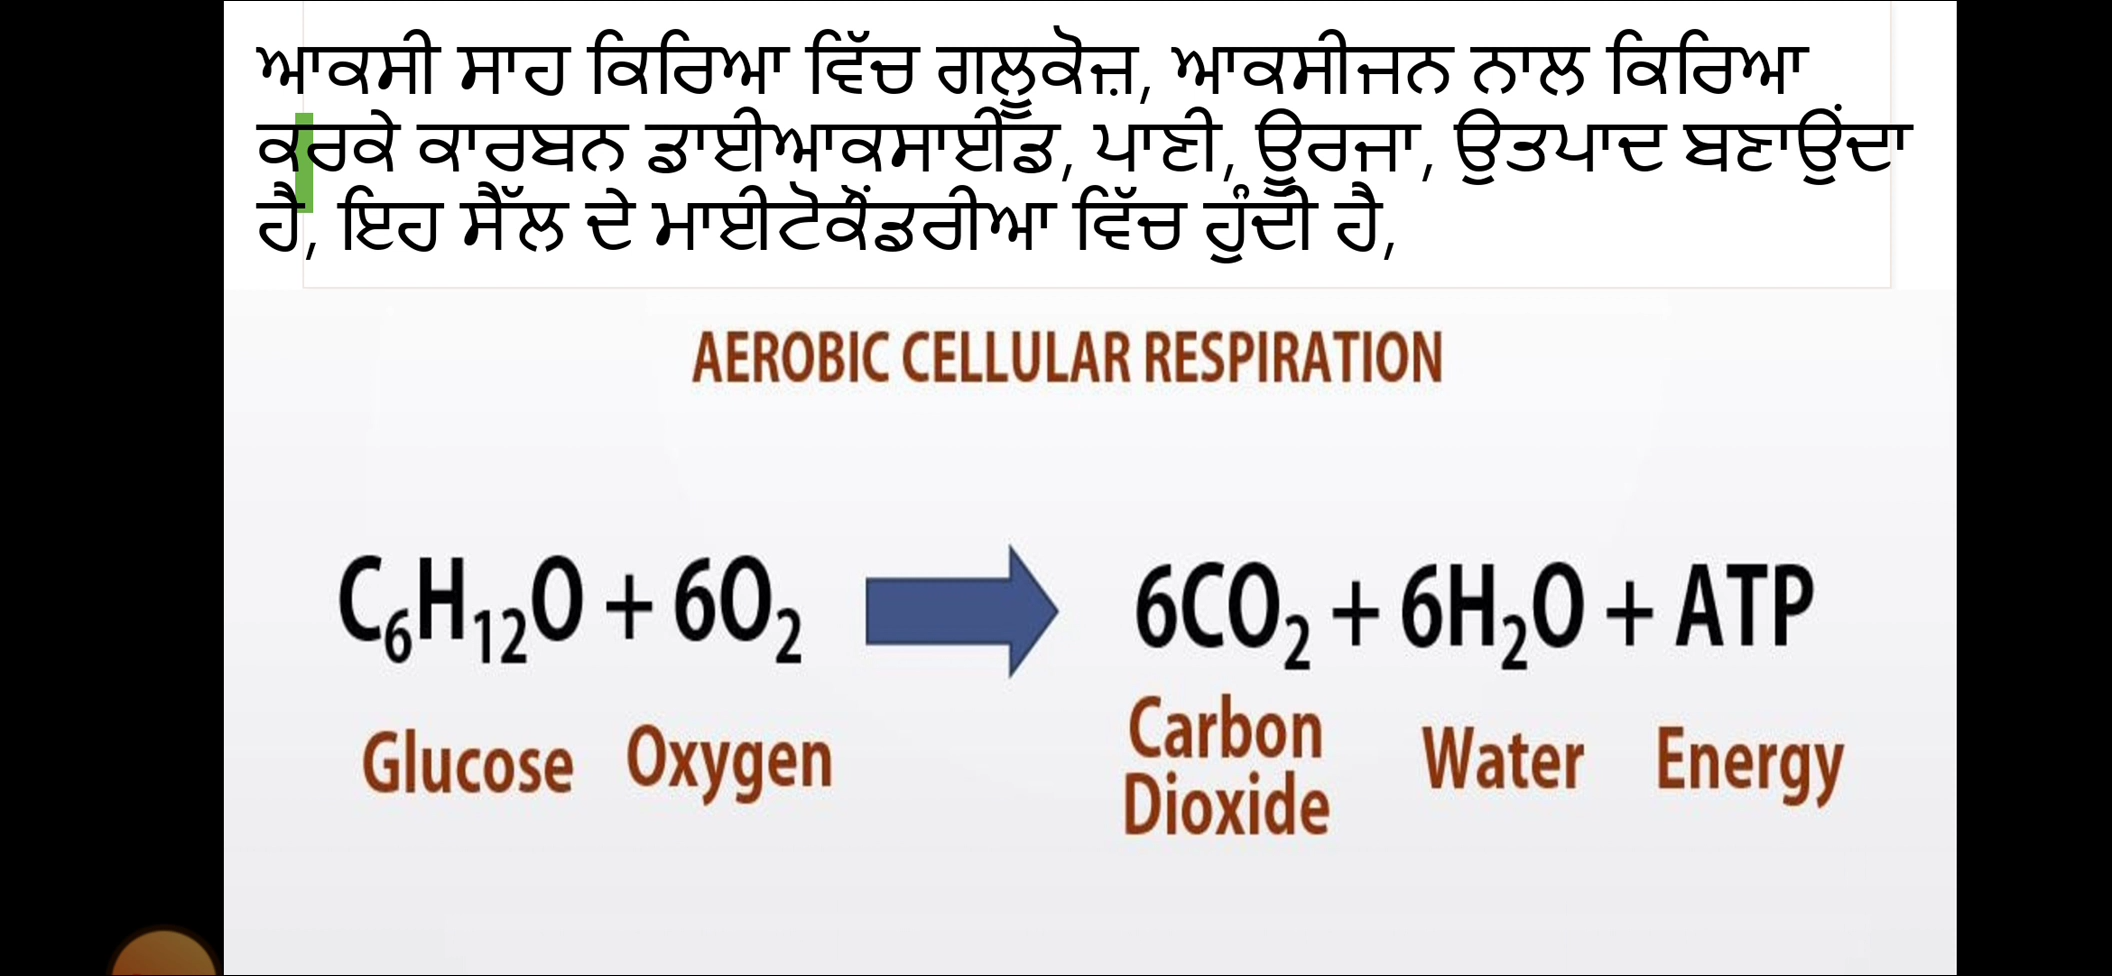 ਆਕਸੀ ਸਾਹ ਕਿਰਿਆ ਵਿੱਚ ਗਲੂਕੋਜ਼, ਆਕਸੀਜਨ ਨਾਲ ਕਿਰਿਆ
ਕਰਕੇ ਕਾਰਬਨ ਡਾਈਆਕਸਾਈਡ, ਪਾਣੀ, ਊਰਜਾ, ਉਤਪਾਦ ਬਣਾਉਂਦਾ
ਹੈ, ਇਹ ਸੈੱਲ ਦੇ ਮਾਈਟੋਕੌਂਡਰੀਆ ਵਿੱਚ ਹੁੰਦੀ ਹੈ,
AEROBIC CELLULAR RESPIRATION
C₆H₁₂O + 6O₂ 6CO₂ + 6H₂O + ATP
Glucose Oxygen Carbon Dioxide Water Energy